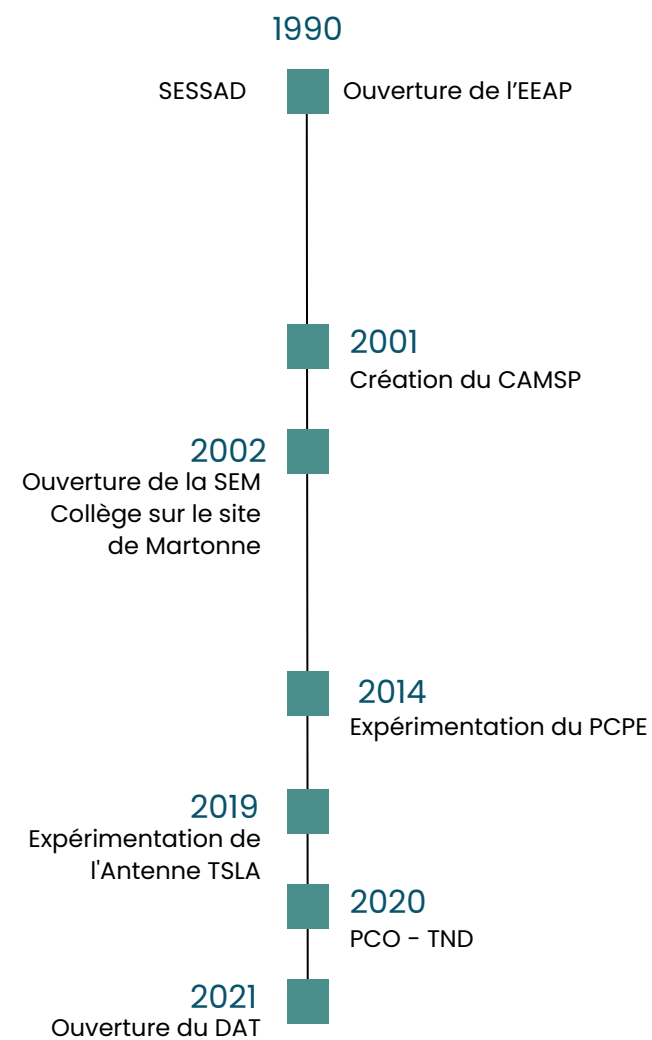 1990
SESSAD
Ouverture de l’EEAP
2001
Création du CAMSP
2002
Ouverture de la SEM
Collège sur le site
de Martonne
2014
Expérimentation du PCPE
2019
Expérimentation de
l'Antenne TSLA
2020
PCO - TND
2021
Ouverture du DAT